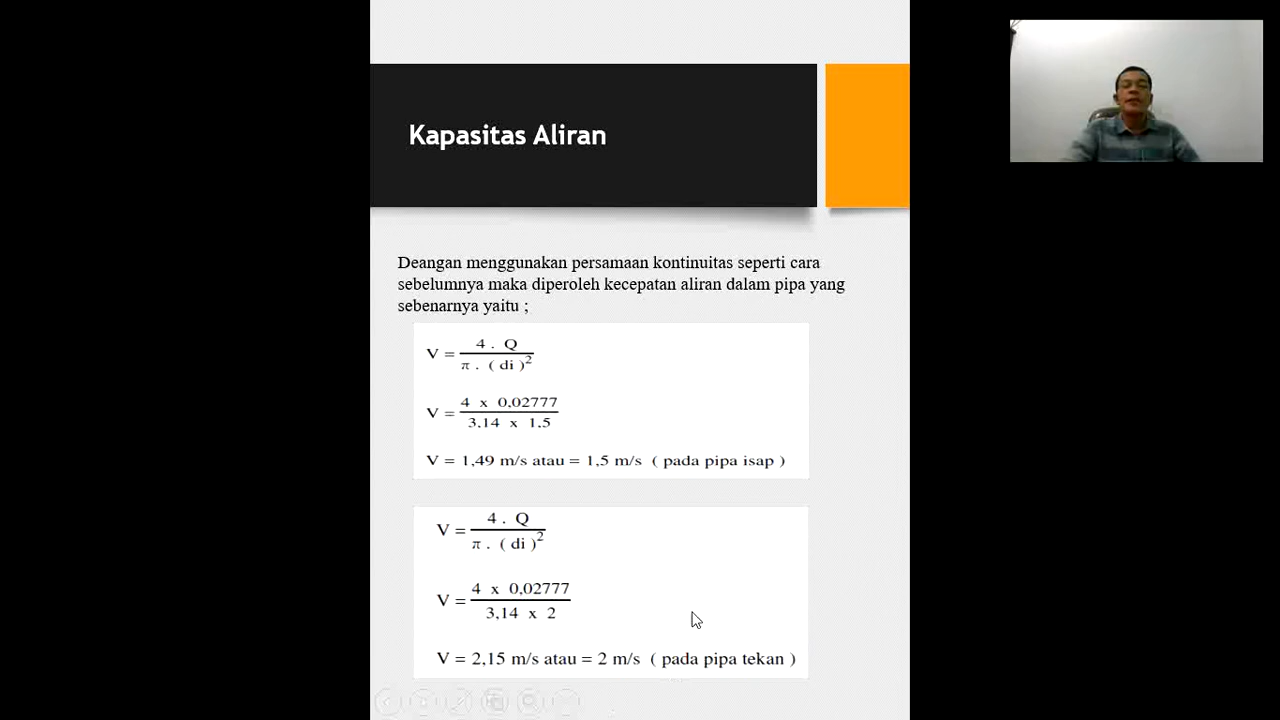 Kapasitas Aliran
Deangan menggunakan persamaan kontinuitas seperti cara
sebelumnya maka diperoleh kecepatan aliran dalam pipa yang
sebenarnya yaitu ;
V = 4 . Q / π . ( di )²
V = 4 x 0,02777 / 3,14 x 1,5
V = 1,49 m/s atau = 1,5 m/s ( pada pipa isap )
V = 4 . Q / π . ( di )²
V = 4 x 0,02777 / 3,14 x 2
V = 2,15 m/s atau = 2 m/s ( pada pipa tekan )